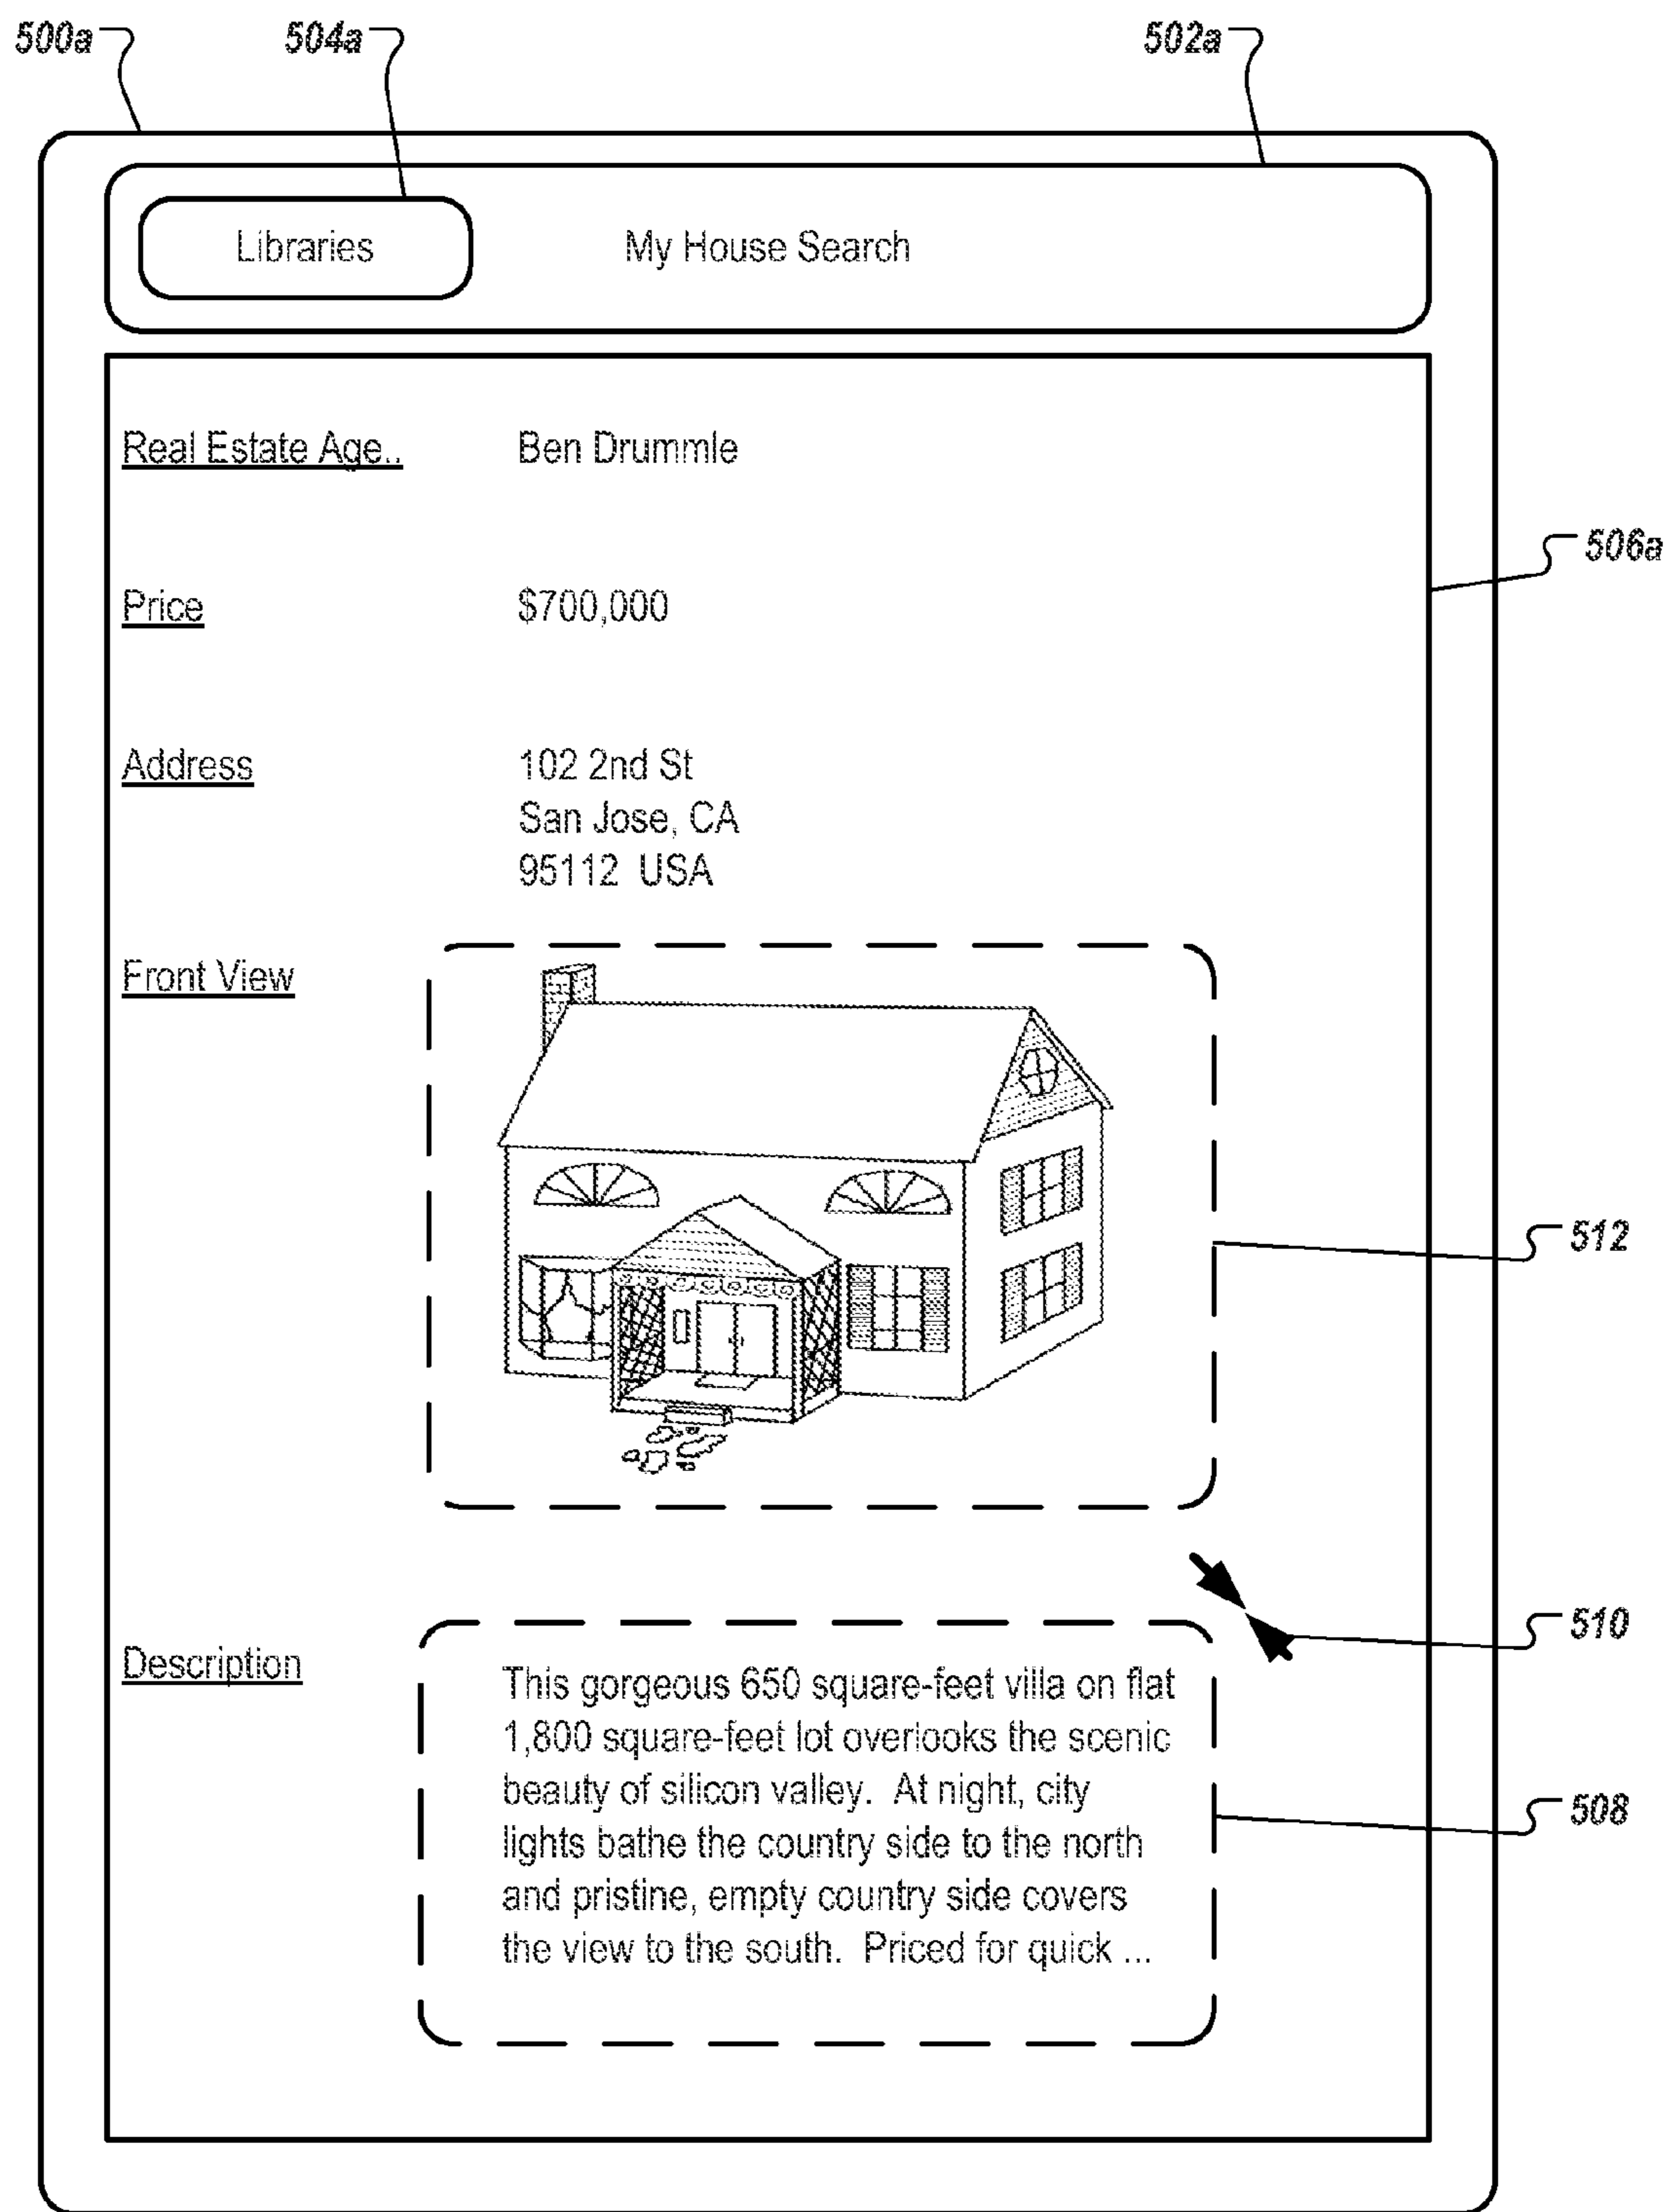 500a 504a 502a
Libraries My House Search
Real Estate Age.. Ben Drummle
506a
Price $700,000
Address 102 2nd St
San Jose, CA
95112 USA
Front View
512
510
Description
This gorgeous 650 square-feet villa on flat
1,800 square-feet lot overlooks the scenic
beauty of silicon valley. At night, city
508
lights bathe the country side to the north
and pristine, empty country side covers
the view to the south. Priced for quick ...